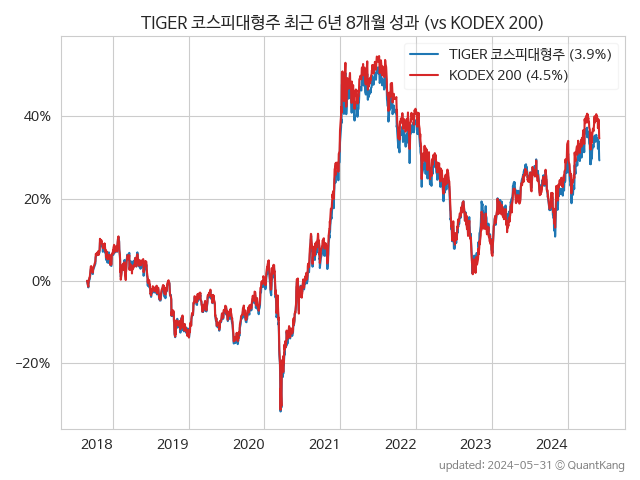 TIGER 코스피대형주 최근 6년 8개월 성과 (vs KODEX 200)
TIGER 코스피대형주 (3.9%)
KODEX 200 (4.5%)
40%
20%
0%
−20%
2018 2019 2020 2021 2022 2023 2024
updated: 2024-05-31 © QuantKang